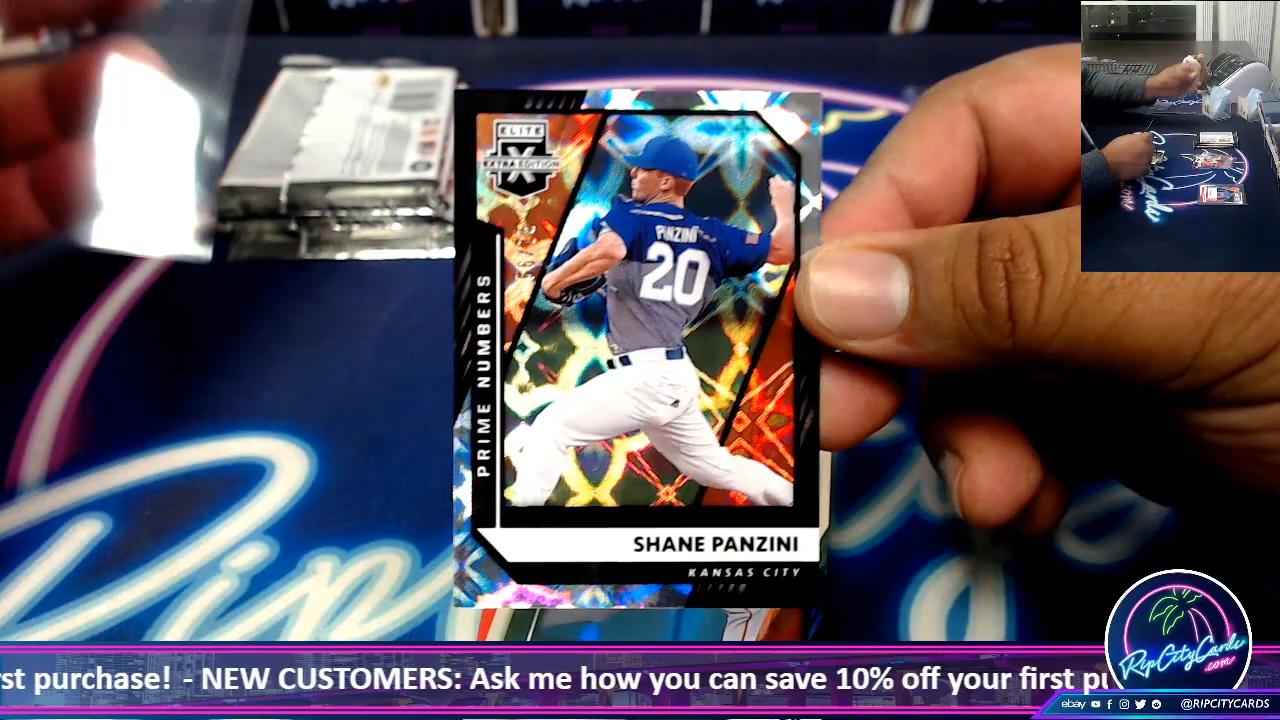 ELITE
X
EXTRA EDITION
PANZINI
20
PRIME NUMBERS
SHANE PANZINI
KANSAS CITY
RipCityCards
.com
st purchase! - NEW CUSTOMERS: Ask me how you can save 10% off your first pu
ebay
@RIPCITYCARDS